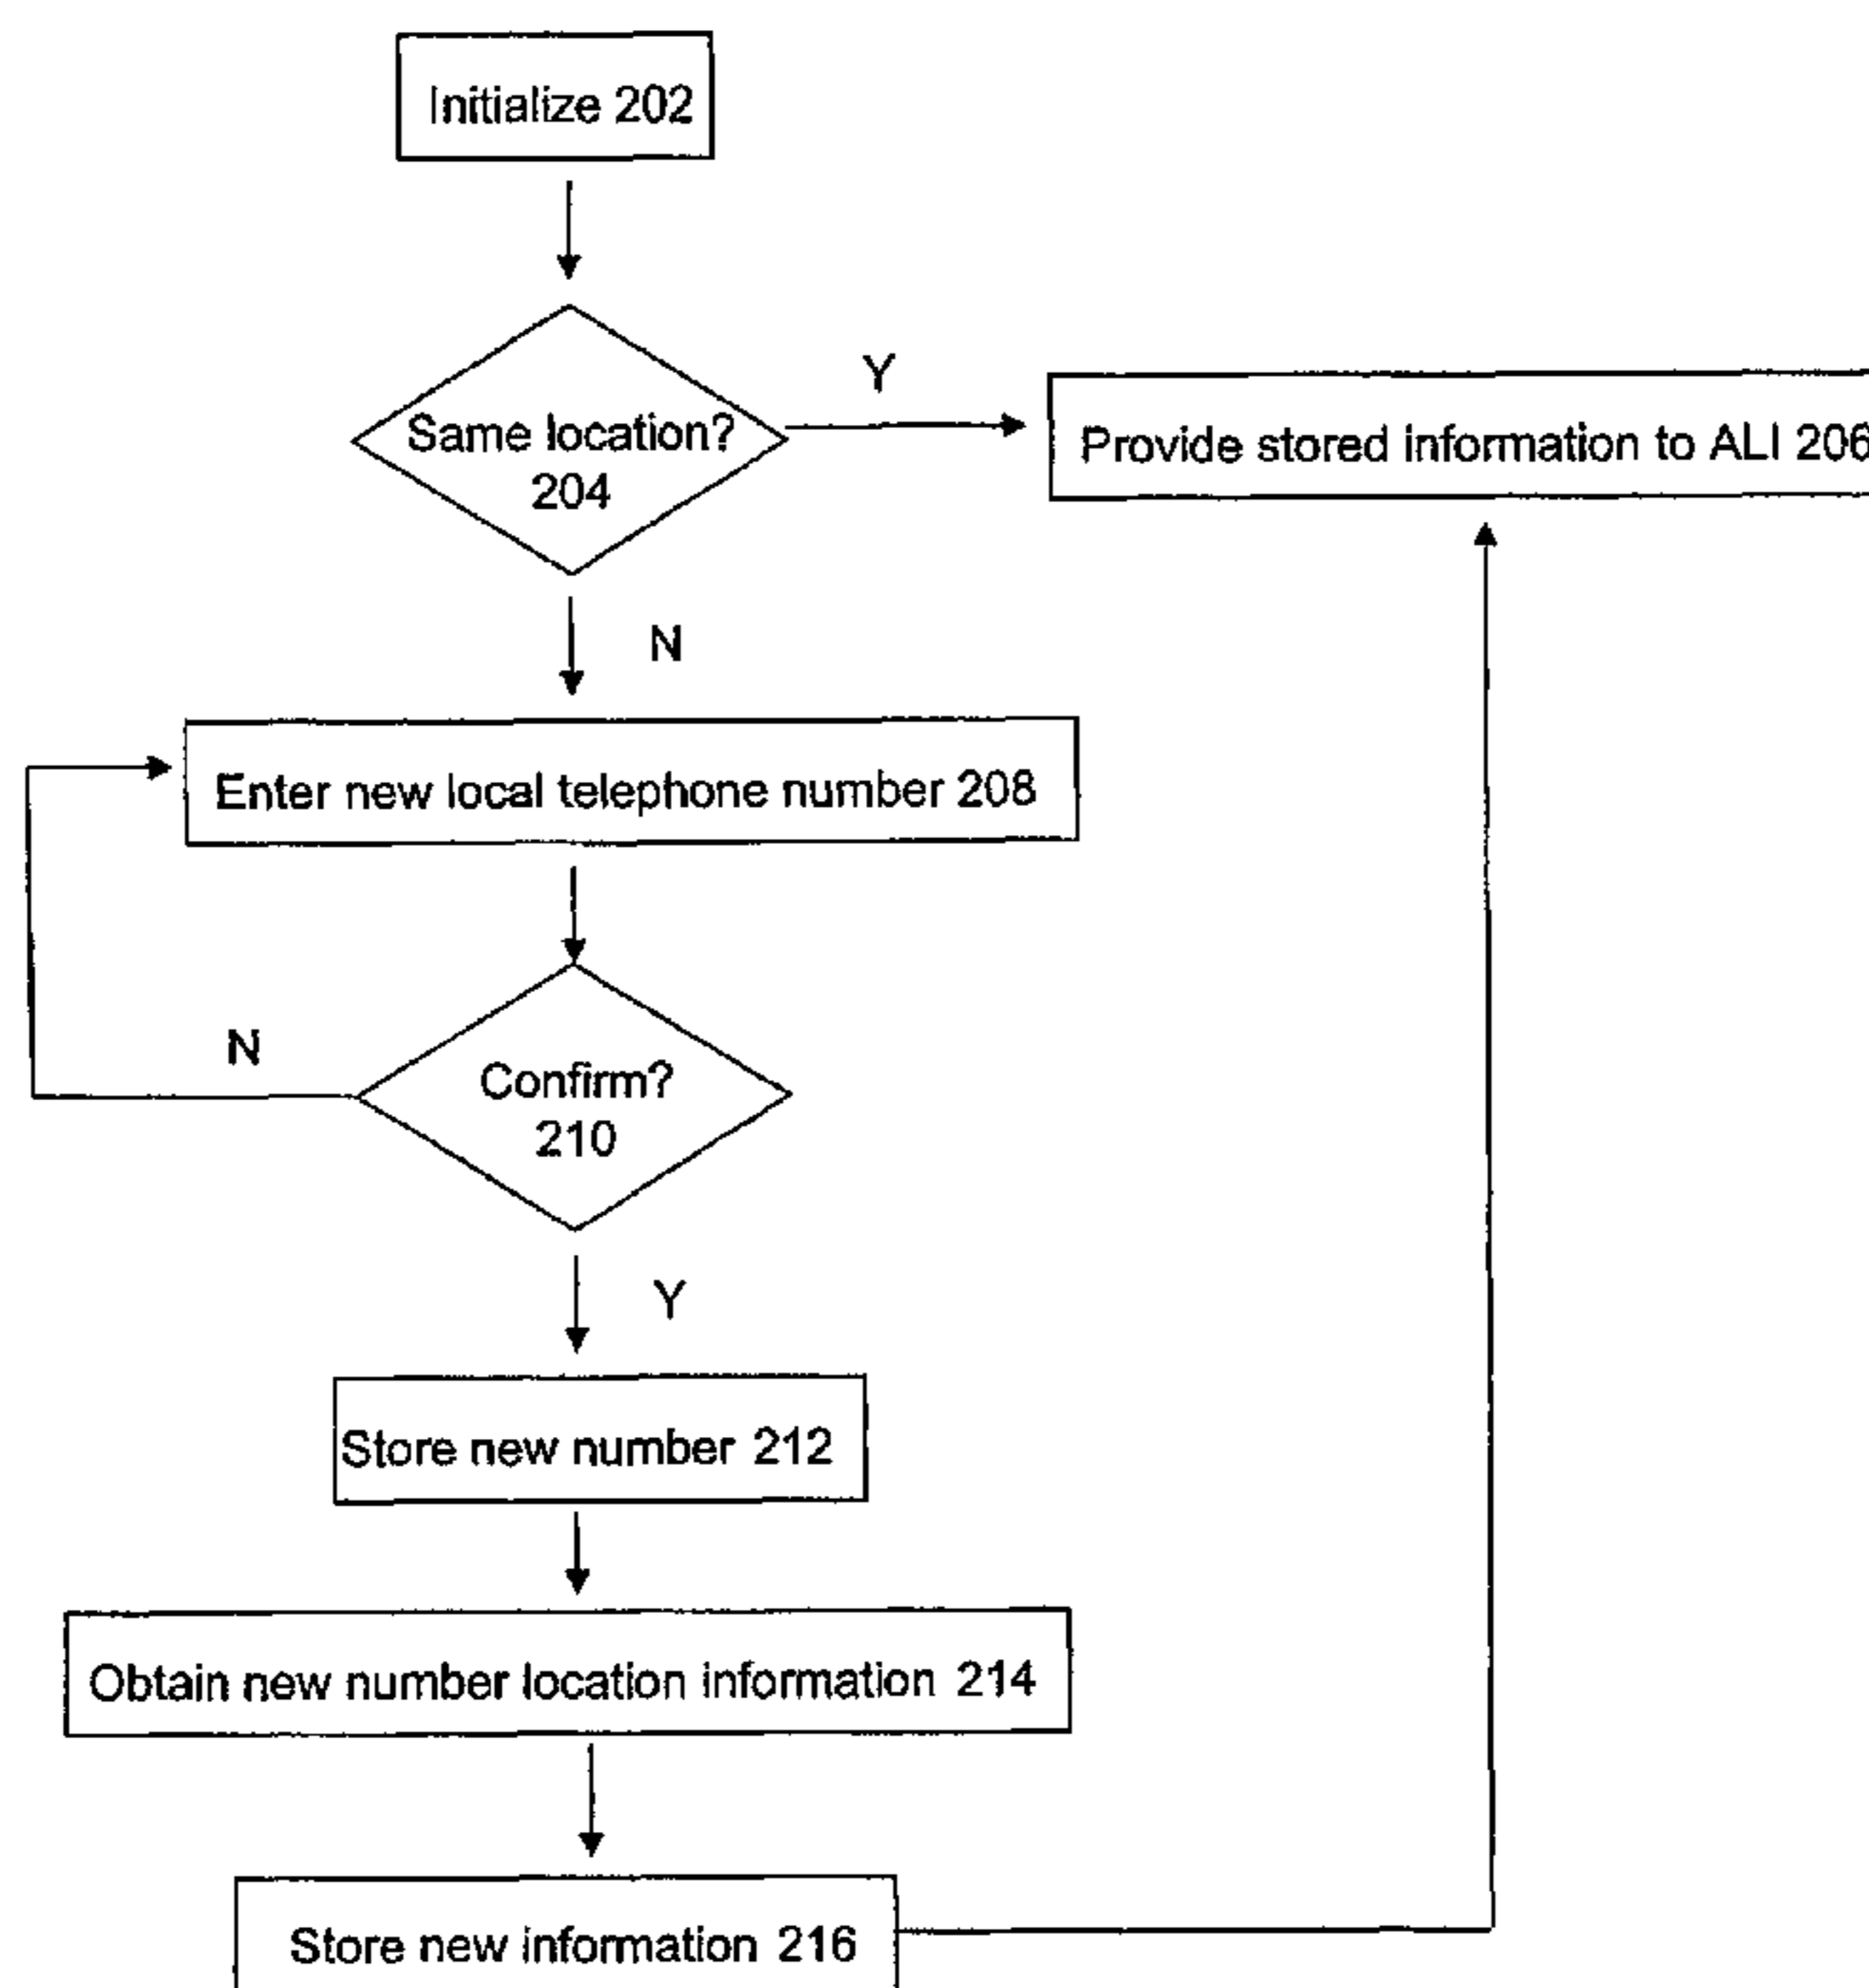 Initialize 202
Same location?
204
Y
Provide stored information to ALI 206
N
Enter new local telephone number 208
N
Confirm?
210
Y
Store new number 212
Obtain new number location information 214
Store new information 216